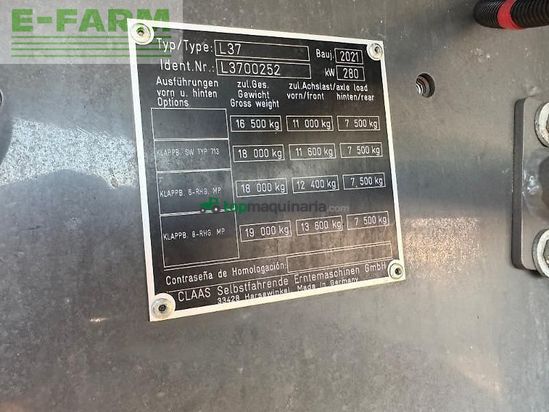 E-FARM
Typ/Type: L37 Bauj. 2021
Ident.Nr.: L3700252 kW 280
Ausführungen zul.Ges. zul.Achslast/axle load
vorn u. hinten Gewicht vorn/front hinten/rear
Options Gross weight
16 500 kg 11 000 kg 7 500 kg
KLAPPB. SW TYP 713 18 000 kg 11 600 kg 7 500 kg
KLAPPB. 6-RHG. MP 18 000 kg 12 400 kg 7 500 kg
topmaquinaria.com
KLAPPB. 8-RHG. MP 19 000 kg 13 600 kg 7 500 kg
Contraseña de Homologación:
CLAAS Selbstfahrende Erntemaschinen GmbH
33428 Harsewinkel Made in Germany